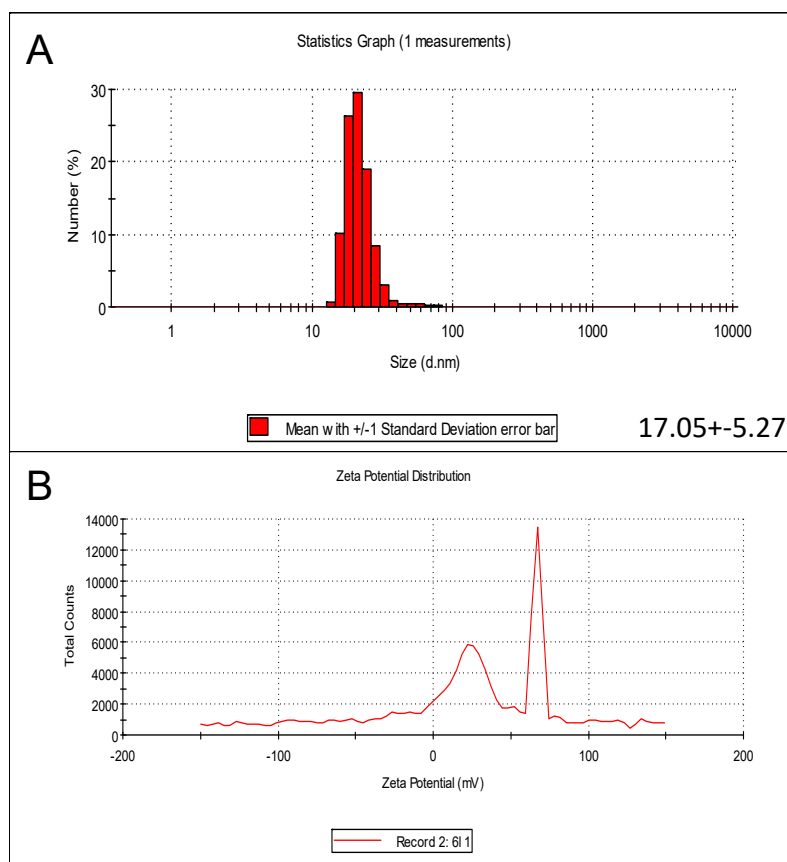 A
Statistics Graph (1 measurements)
Number (%)
30
20
10
0
1 10 100 1000 10000
Size (d.nm)
Mean with +/-1 Standard Deviation error bar
17.05+-5.27
B
Zeta Potential Distribution
Total Counts
14000
12000
10000
8000
6000
4000
2000
0
-200 -100 0 100 200
Zeta Potential (mV)
Record 2: 6l 1